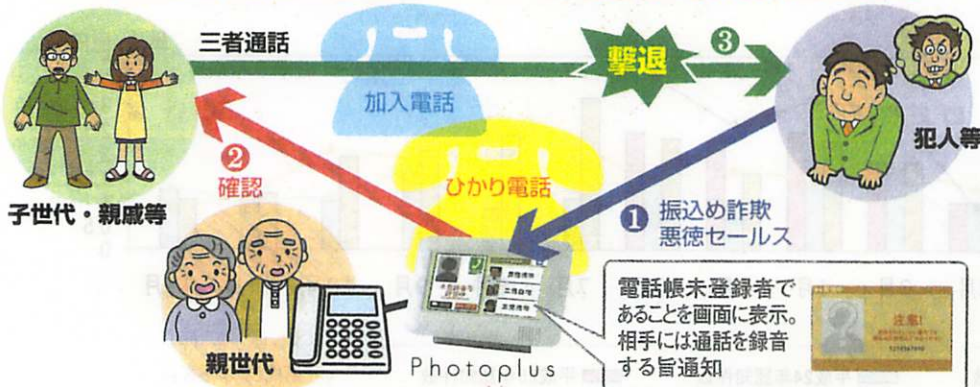 三者通話
加入電話
撃退
❸
犯人等
❷
確認
ひかり電話
子世代・親戚等
❶ 振込め詐欺
悪徳セールス
電話帳未登録者で
あることを画面に表示。
相手には通話を録音
する旨通知
注意!
親世代
Photoplus